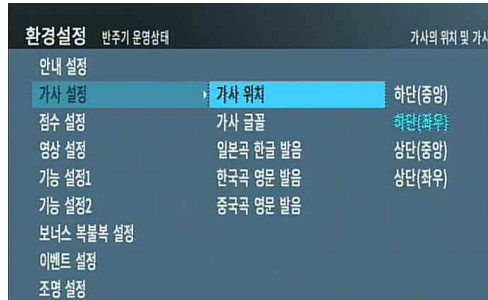 환경설정 반주기 운영상태 가사의 위치 및 가사
안내 설정
가사 설정 가사 위치 하단(중앙)
점수 설정 가사 글꼴 하단(좌우)
영상 설정 일본곡 한글 발음 상단(중앙)
기능 설정1 한국곡 영문 발음 상단(좌우)
기능 설정2 중국곡 영문 발음
보너스 복불복 설정
이벤트 설정
조명 설정